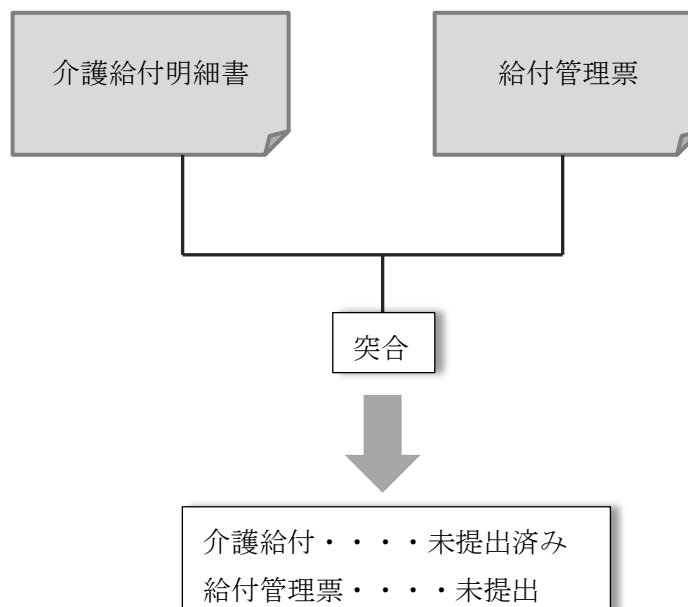 介護給付明細書
給付管理票
突合
介護給付・・・・未提出済み
給付管理票・・・・未提出